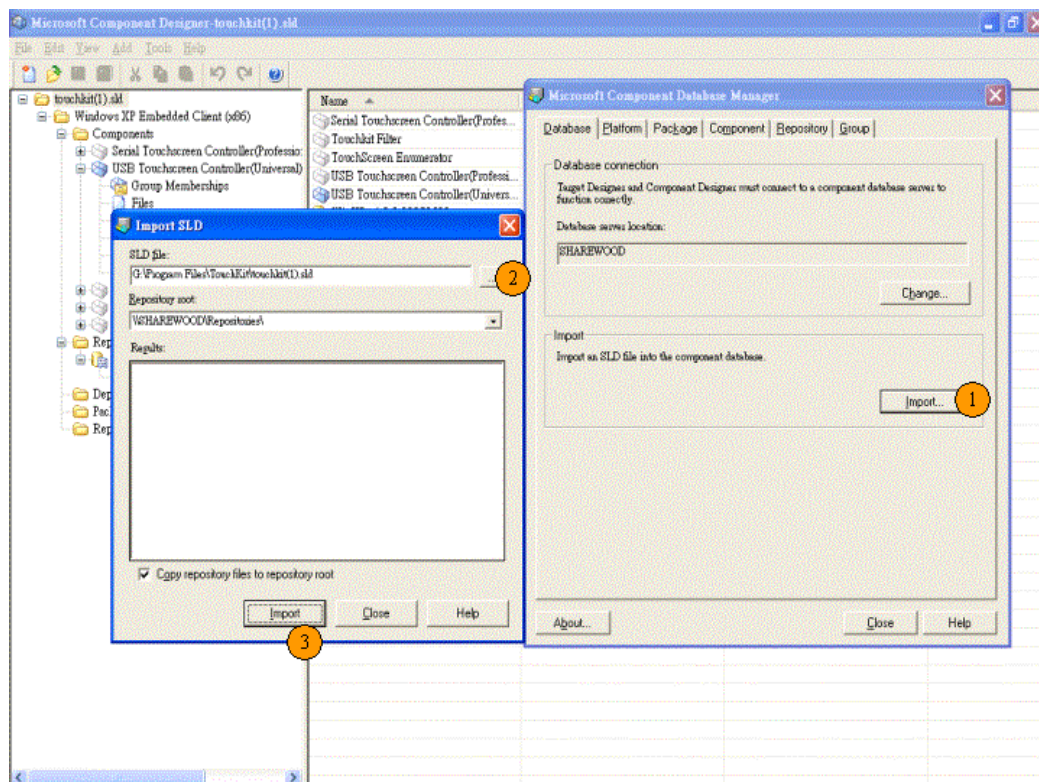 Microsoft Component Designer-touchkit(1).sld
File Edit View Add Tools Help
touchkit(1).sld
Windows XP Embedded Client (x86)
Components
Serial Touchscreen Controller(Professio:
USB Touchscreen Controller(Universal)
Group Memberships
Files
Rep
Dep
Pac
Rep
Name
Serial Touchscreen Controller(Profes...
Touchkit Filter
TouchScreen Enumerator
USB Touchscreen Controller(Professi...
USB Touchscreen Controller(Univers...
Import SLD
SLD file:
G:\Program Files\TouchKit\touchkit(1).sld
... 2
Repository root:
\\SHAREWOOD\Repositories\
Results:
Copy repository files to repository root
Import Close Help
3
Microsoft Component Database Manager
Database Platform Package Component Repository Group
Database connection
Target Designer and Component Designer must connect to a component database server to
function correctly.
Database server location:
SHAREWOOD
Change...
Import
Import an SLD file into the component database.
Import... 1
About... Close Help